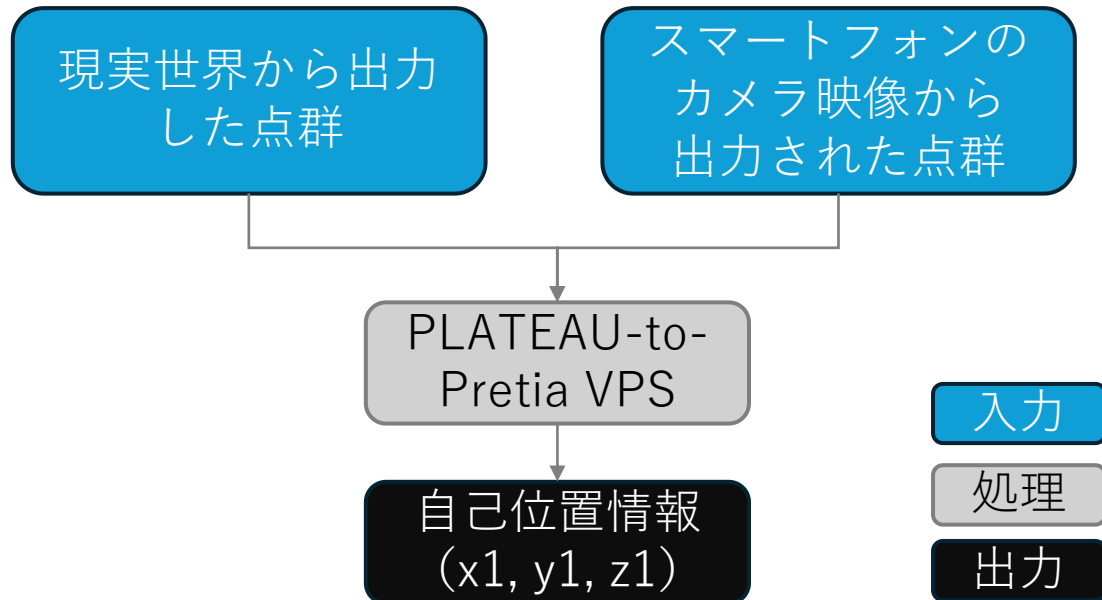 現実世界から出力
した点群
スマートフォンの
カメラ映像から
出力された点群
PLATEAU-to-
Pretia VPS
自己位置情報
（x1, y1, z1）
入力
処理
出力